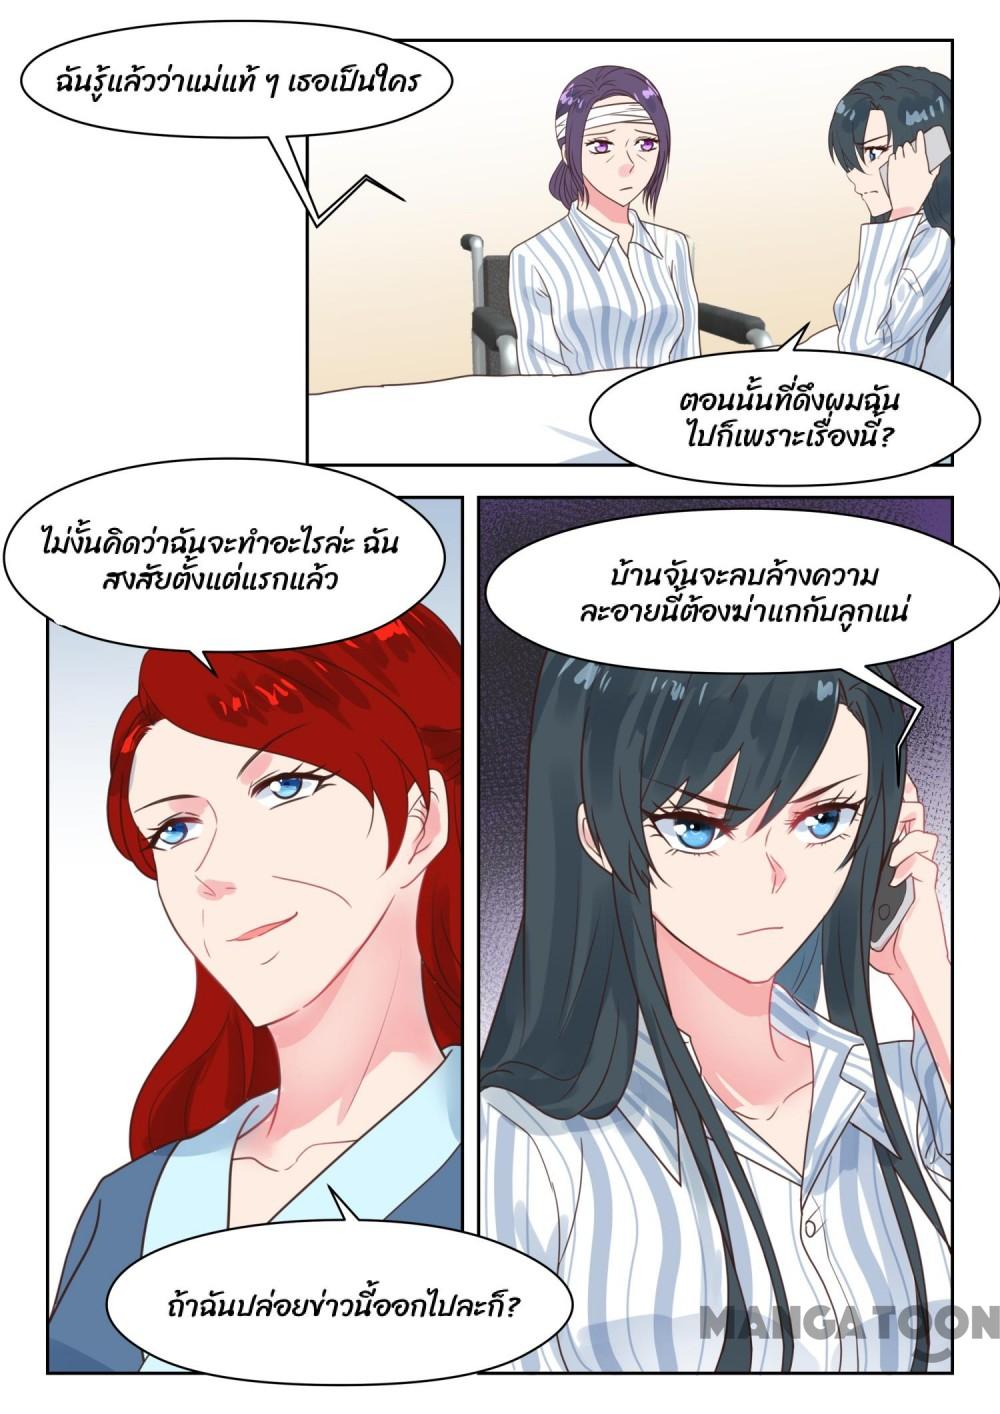 ฉันรู้แล้วว่าแม่แท้ ๆ เธอเป็นใคร
ตอนนั้นที่ดึงผมฉัน
ไปก็เพราะเรื่องนี้?
ไม่งั้นคิดว่าฉันจะทำอะไรล่ะ ฉัน
สงสัยตั้งแต่แรกแล้ว
บ้านจันจะลบล้างความ
ละอายนี้ต้องฆ่าแกกับลูกแน่
ถ้าฉันปล่อยข่าวนี้ออกไปละก็?
MANGATOON